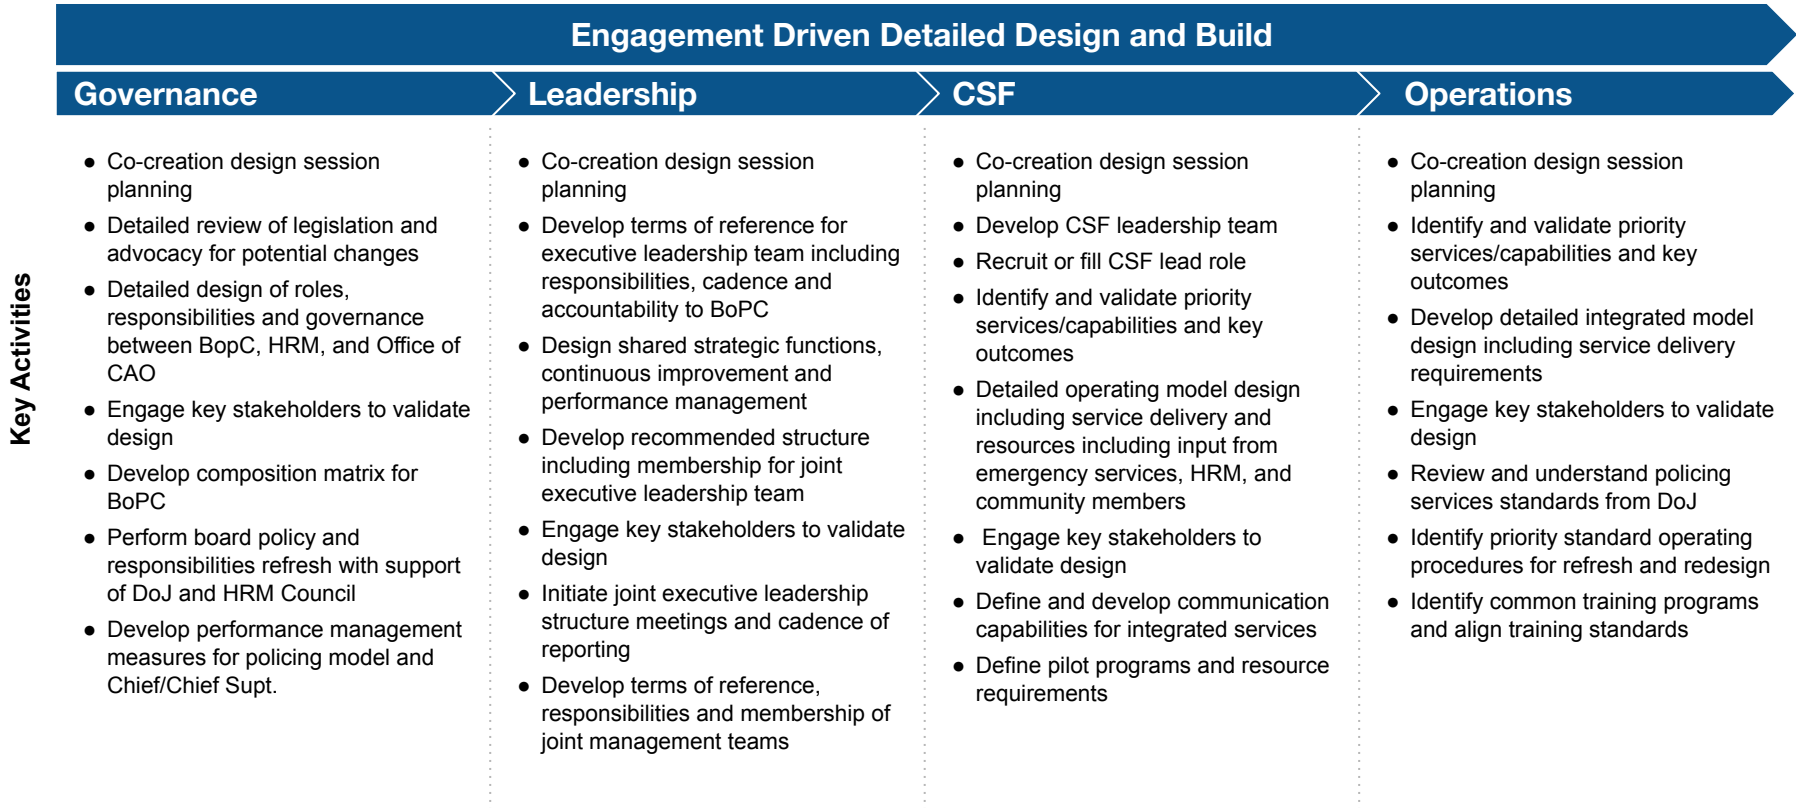 Engagement Driven Detailed Design and Build
Governance
Leadership
CSF
Operations
Key Activities
● Co-creation design session
planning
● Detailed review of legislation and
advocacy for potential changes
● Detailed design of roles,
responsibilities and governance
between BopC, HRM, and Office of
CAO
● Engage key stakeholders to validate
design
● Develop composition matrix for
BoPC
● Perform board policy and
responsibilities refresh with support
of DoJ and HRM Council
● Develop performance management
measures for policing model and
Chief/Chief Supt.
● Co-creation design session
planning
● Develop terms of reference for
executive leadership team including
responsibilities, cadence and
accountability to BoPC
● Design shared strategic functions,
continuous improvement and
performance management
● Develop recommended structure
including membership for joint
executive leadership team
● Engage key stakeholders to validate
design
● Initiate joint executive leadership
structure meetings and cadence of
reporting
● Develop terms of reference,
responsibilities and membership of
joint management teams
● Co-creation design session
planning
● Develop CSF leadership team
● Recruit or fill CSF lead role
● Identify and validate priority
services/capabilities and key
outcomes
● Detailed operating model design
including service delivery and
resources including input from
emergency services, HRM, and
community members
● Engage key stakeholders to
validate design
● Define and develop communication
capabilities for integrated services
● Define pilot programs and resource
requirements
● Co-creation design session
planning
● Identify and validate priority
services/capabilities and key
outcomes
● Develop detailed integrated model
design including service delivery
requirements
● Engage key stakeholders to validate
design
● Review and understand policing
services standards from DoJ
● Identify priority standard operating
procedures for refresh and redesign
● Identify common training programs
and align training standards